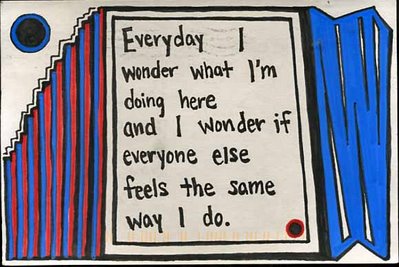 Everyday I
wonder what I'm
doing here
and I wonder if
everyone else
feels the same
way I do.